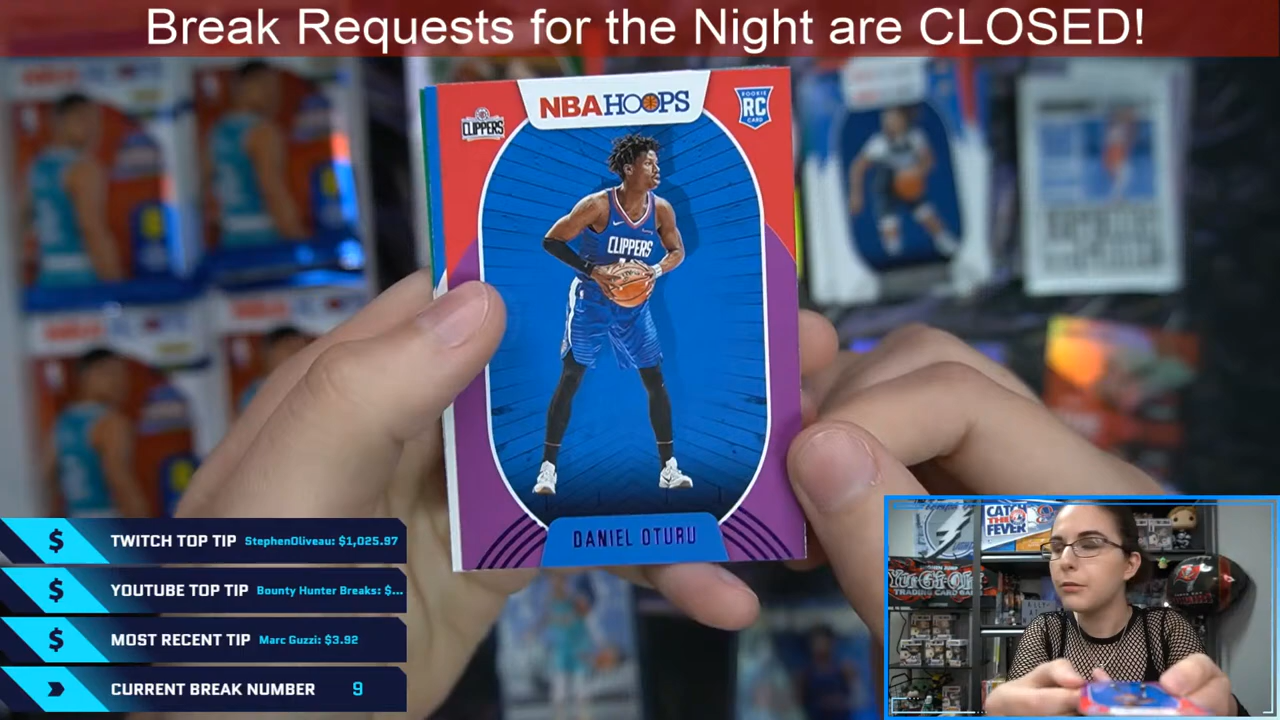 Break Requests for the Night are CLOSED!
NBA HOOPS
ROOKIE
RC
CARD
CLIPPERS
CLIPPERS
DANIEL OTURU
TWITCH TOP TIP StephenOliveau: $1,025.97
YOUTUBE TOP TIP Bounty Hunter Breaks: $...
MOST RECENT TIP Marc Guzzi: $3.92
CURRENT BREAK NUMBER 9
CATCH
THE
FEVER
Yu-Gi-Oh!
TRADING CARD GAME